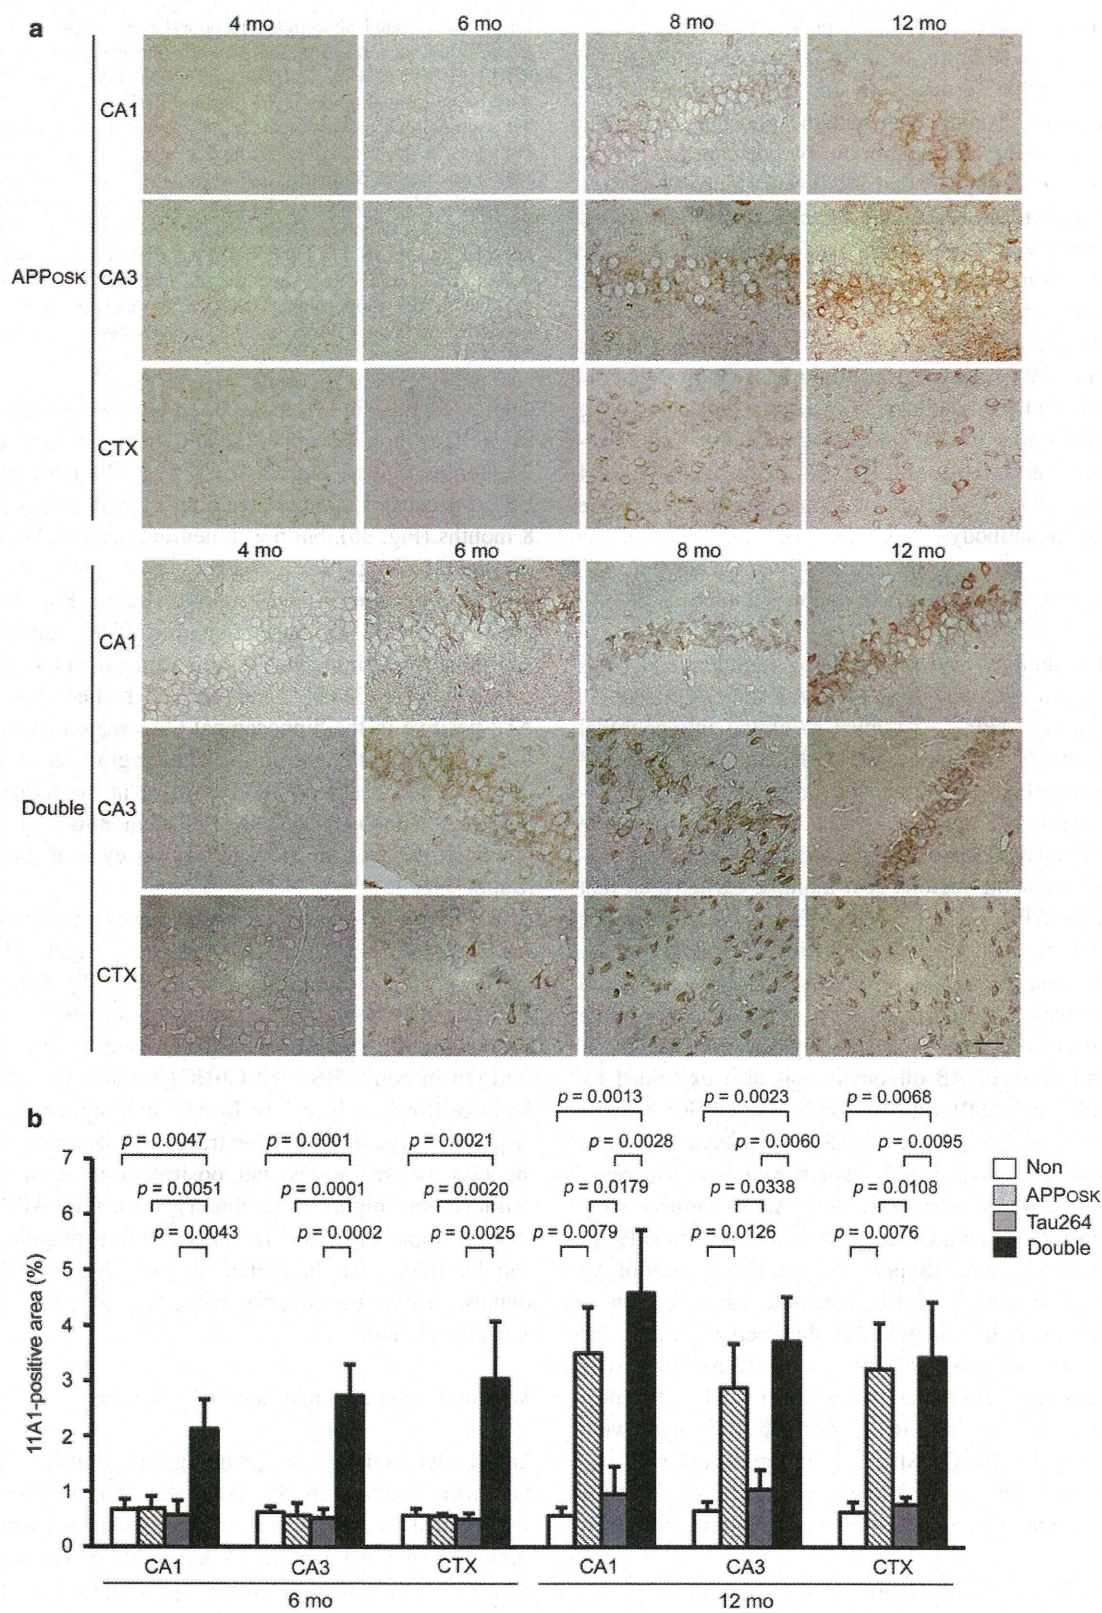 a
4 mo 6 mo 8 mo 12 mo
CA1
APPOSK CA3
CTX
4 mo 6 mo 8 mo 12 mo
CA1
Double CA3
CTX
b
p = 0.0013 p = 0.0023 p = 0.0068
p = 0.0047 p = 0.0001 p = 0.0021 p = 0.0028 p = 0.0060 p = 0.0095
p = 0.0051 p = 0.0001 p = 0.0020 p = 0.0179 p = 0.0338 p = 0.0108
p = 0.0043 p = 0.0002 p = 0.0025 p = 0.0079 p = 0.0126 p = 0.0076
Non
APPOSK
Tau264
Double
11A1-positive area (%)
7
6
5
4
3
2
1
0
CA1 CA3 CTX CA1 CA3 CTX
6 mo 12 mo